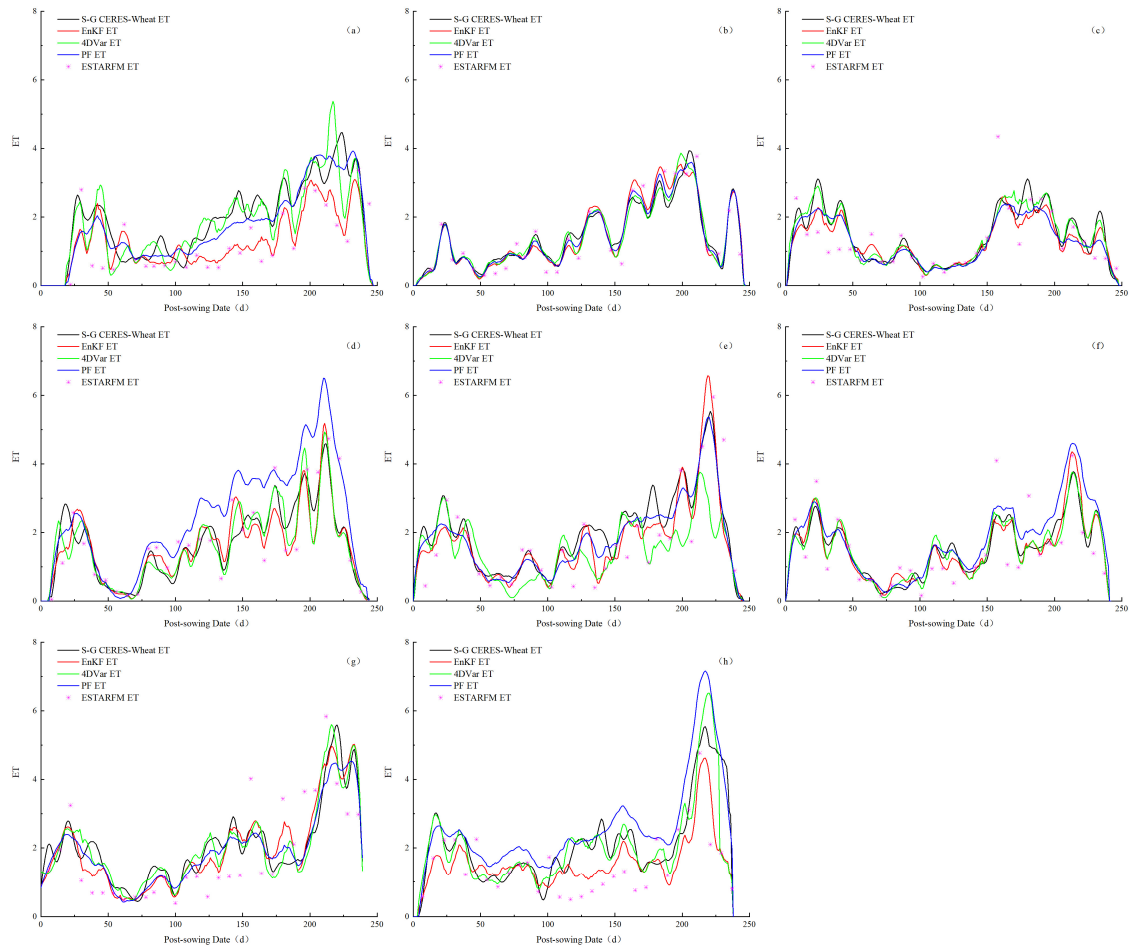 S-G CERES-Wheat ET
EnKF ET
4DVar ET
PF ET
ESTARFM ET
（a）
8
6
4
2
0
ET
0 50 100 150 200 250
Post-sowing Date（d）
S-G CERES-Wheat ET
EnKF ET
4DVar ET
PF ET
ESTARFM ET
（b）
8
6
4
2
0
ET
0 50 100 150 200 250
Post-sowing Date（d）
S-G CERES-Wheat ET
EnKF ET
4DVar ET
PF ET
ESTARFM ET
（c）
8
6
4
2
0
ET
0 50 100 150 200 250
Post-sowing Date（d）
S-G CERES-Wheat ET
EnKF ET
4DVar ET
PF ET
ESTARFM ET
（d）
8
6
4
2
0
ET
0 50 100 150 200 250
Post-sowing Date（d）
S-G CERES-Wheat ET
EnKF ET
4DVar ET
PF ET
ESTARFM ET
（e）
8
6
4
2
0
ET
0 50 100 150 200 250
Post-sowing Date（d）
S-G CERES-Wheat ET
EnKF ET
4DVar ET
PF ET
ESTARFM ET
（f）
8
6
4
2
0
ET
0 50 100 150 200 250
Post-sowing Date（d）
S-G CERES-Wheat ET
EnKF ET
4DVar ET
PF ET
ESTARFM ET
（g）
8
6
4
2
0
ET
0 50 100 150 200 250
Post-sowing Date（d）
S-G CERES-Wheat ET
EnKF ET
4DVar ET
PF ET
ESTARFM ET
（h）
8
6
4
2
0
ET
0 50 100 150 200 250
Post-sowing Date（d）